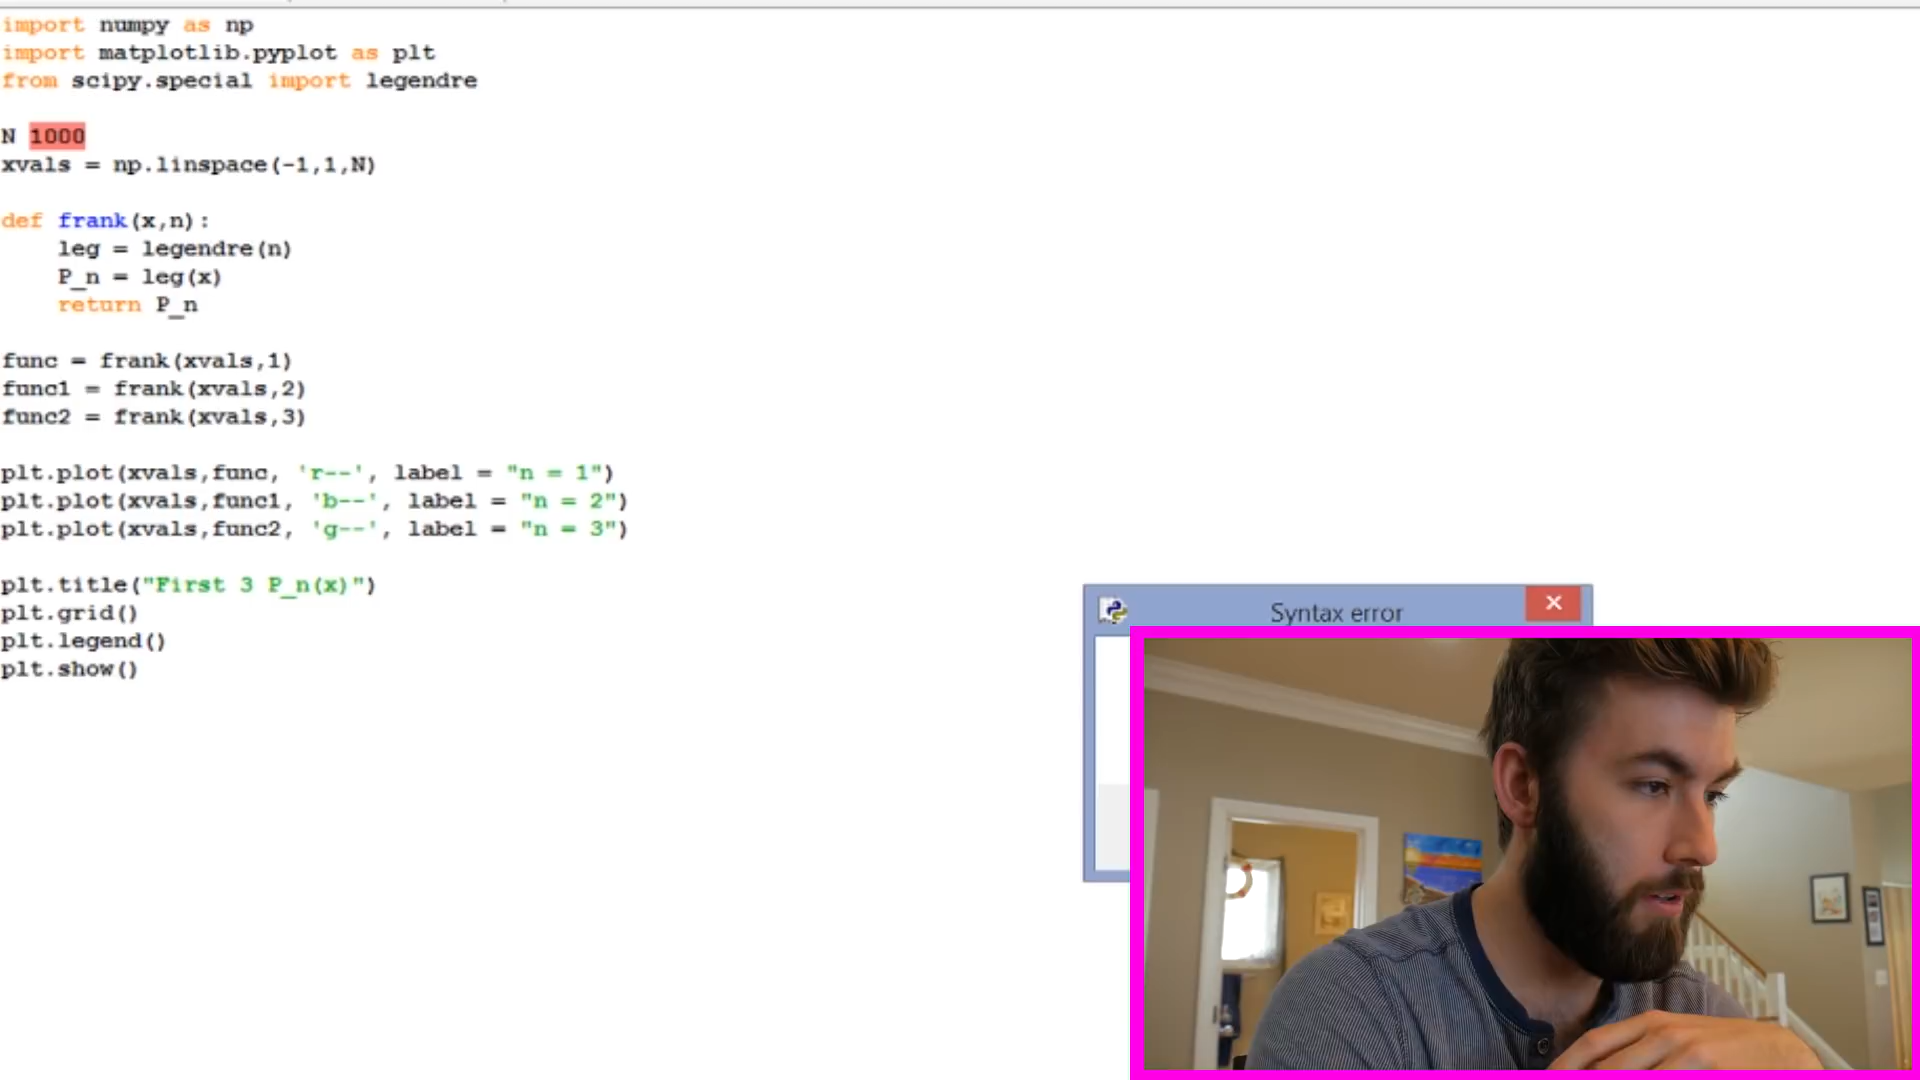 import numpy as np
import matplotlib.pyplot as plt
from scipy.special import legendre
N 1000
xvals = np.linspace(-1,1,N)
def frank(x,n):
leg = legendre(n)
P_n = leg(x)
return P_n
func = frank(xvals,1)
func1 = frank(xvals,2)
func2 = frank(xvals,3)
plt.plot(xvals,func, 'r--', label = "n = 1")
plt.plot(xvals,func1, 'b--', label = "n = 2")
plt.plot(xvals,func2, 'g--', label = "n = 3")
plt.title("First 3 P_n(x)")
plt.grid()
plt.legend()
plt.show()
Syntax error